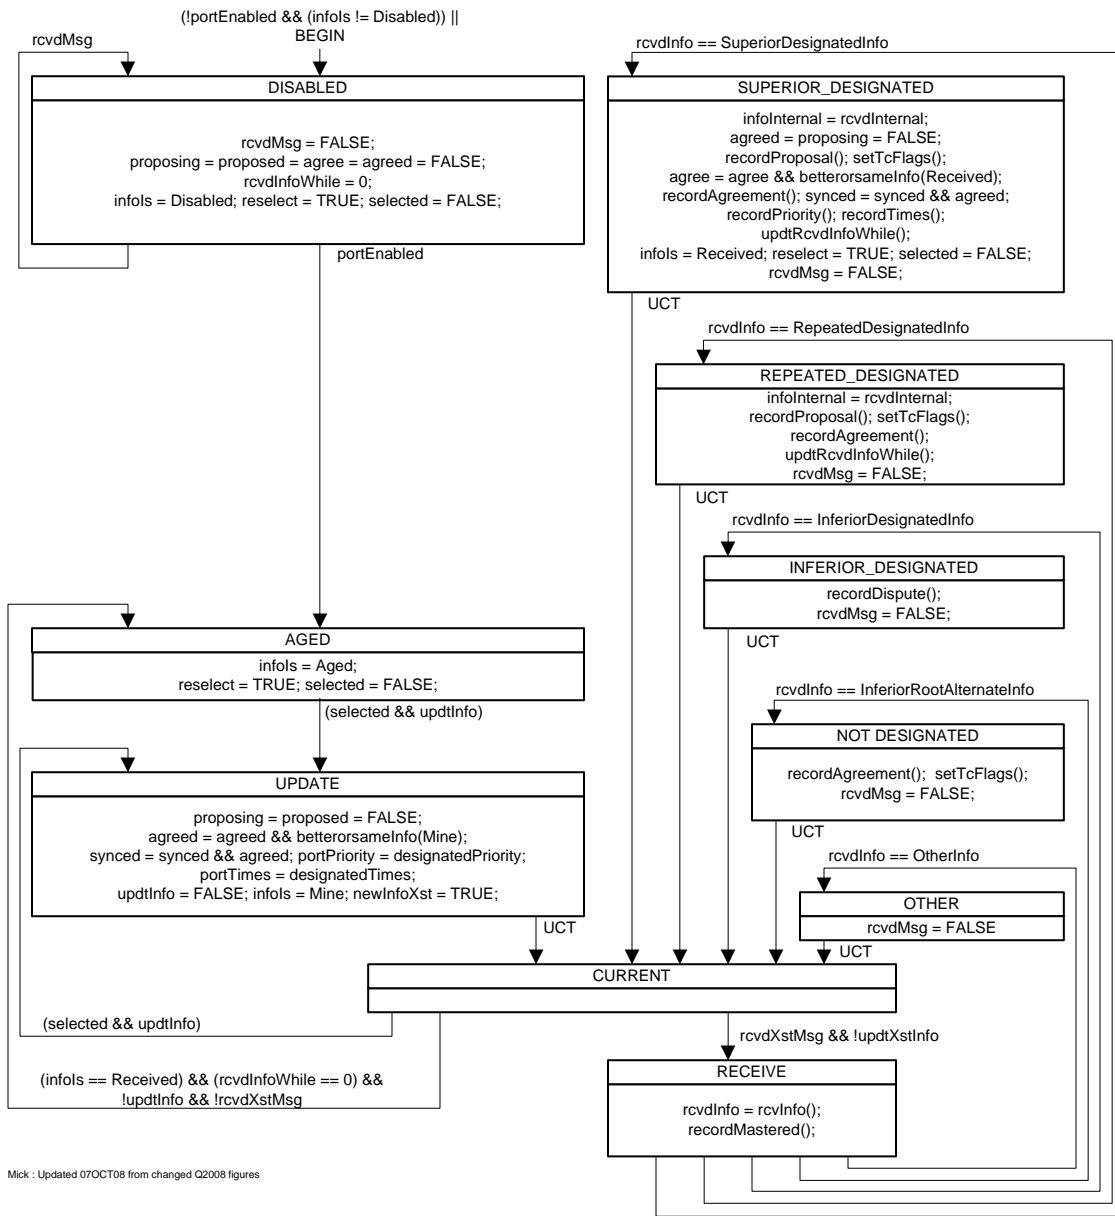 (!portEnabled && (infoIs != Disabled)) ||
BEGIN
rcvdMsg
DISABLED
rcvdMsg = FALSE;
proposing = proposed = agree = agreed = FALSE;
rcvdInfoWhile = 0;
infoIs = Disabled; reselect = TRUE; selected = FALSE;
portEnabled
AGED
infoIs = Aged;
reselect = TRUE; selected = FALSE;
(selected && updtInfo)
UPDATE
proposing = proposed = FALSE;
agreed = agreed && betterorsameInfo(Mine);
synced = synced && agreed; portPriority = designatedPriority;
portTimes = designatedTimes;
updtInfo = FALSE; infoIs = Mine; newInfoXst = TRUE;
UCT
rcvdInfo == SuperiorDesignatedInfo
SUPERIOR_DESIGNATED
infoInternal = rcvdInternal;
agreed = proposing = FALSE;
recordProposal(); setTcFlags();
agree = agree && betterorsameInfo(Received);
recordAgreement(); synced = synced && agreed;
recordPriority(); recordTimes();
updtRcvdInfoWhile();
infoIs = Received; reselect = TRUE; selected = FALSE;
rcvdMsg = FALSE;
UCT
rcvdInfo == RepeatedDesignatedInfo
REPEATED_DESIGNATED
infoInternal = rcvdInternal;
recordProposal(); setTcFlags();
recordAgreement();
updtRcvdInfoWhile();
rcvdMsg = FALSE;
UCT
rcvdInfo == InferiorDesignatedInfo
INFERIOR_DESIGNATED
recordDispute();
rcvdMsg = FALSE;
UCT
rcvdInfo == InferiorRootAlternateInfo
NOT DESIGNATED
recordAgreement(); setTcFlags();
rcvdMsg = FALSE;
UCT
rcvdInfo == OtherInfo
OTHER
rcvdMsg = FALSE
UCT
CURRENT
(selected && updtInfo)
(infoIs == Received) && (rcvdInfoWhile == 0) &&
!updtInfo && !rcvdXstMsg
rcvdXstMsg && !updtXstInfo
RECEIVE
rcvdInfo = rcvInfo();
recordMastered();
Mick : Updated 07OCT08 from changed Q2008 figures